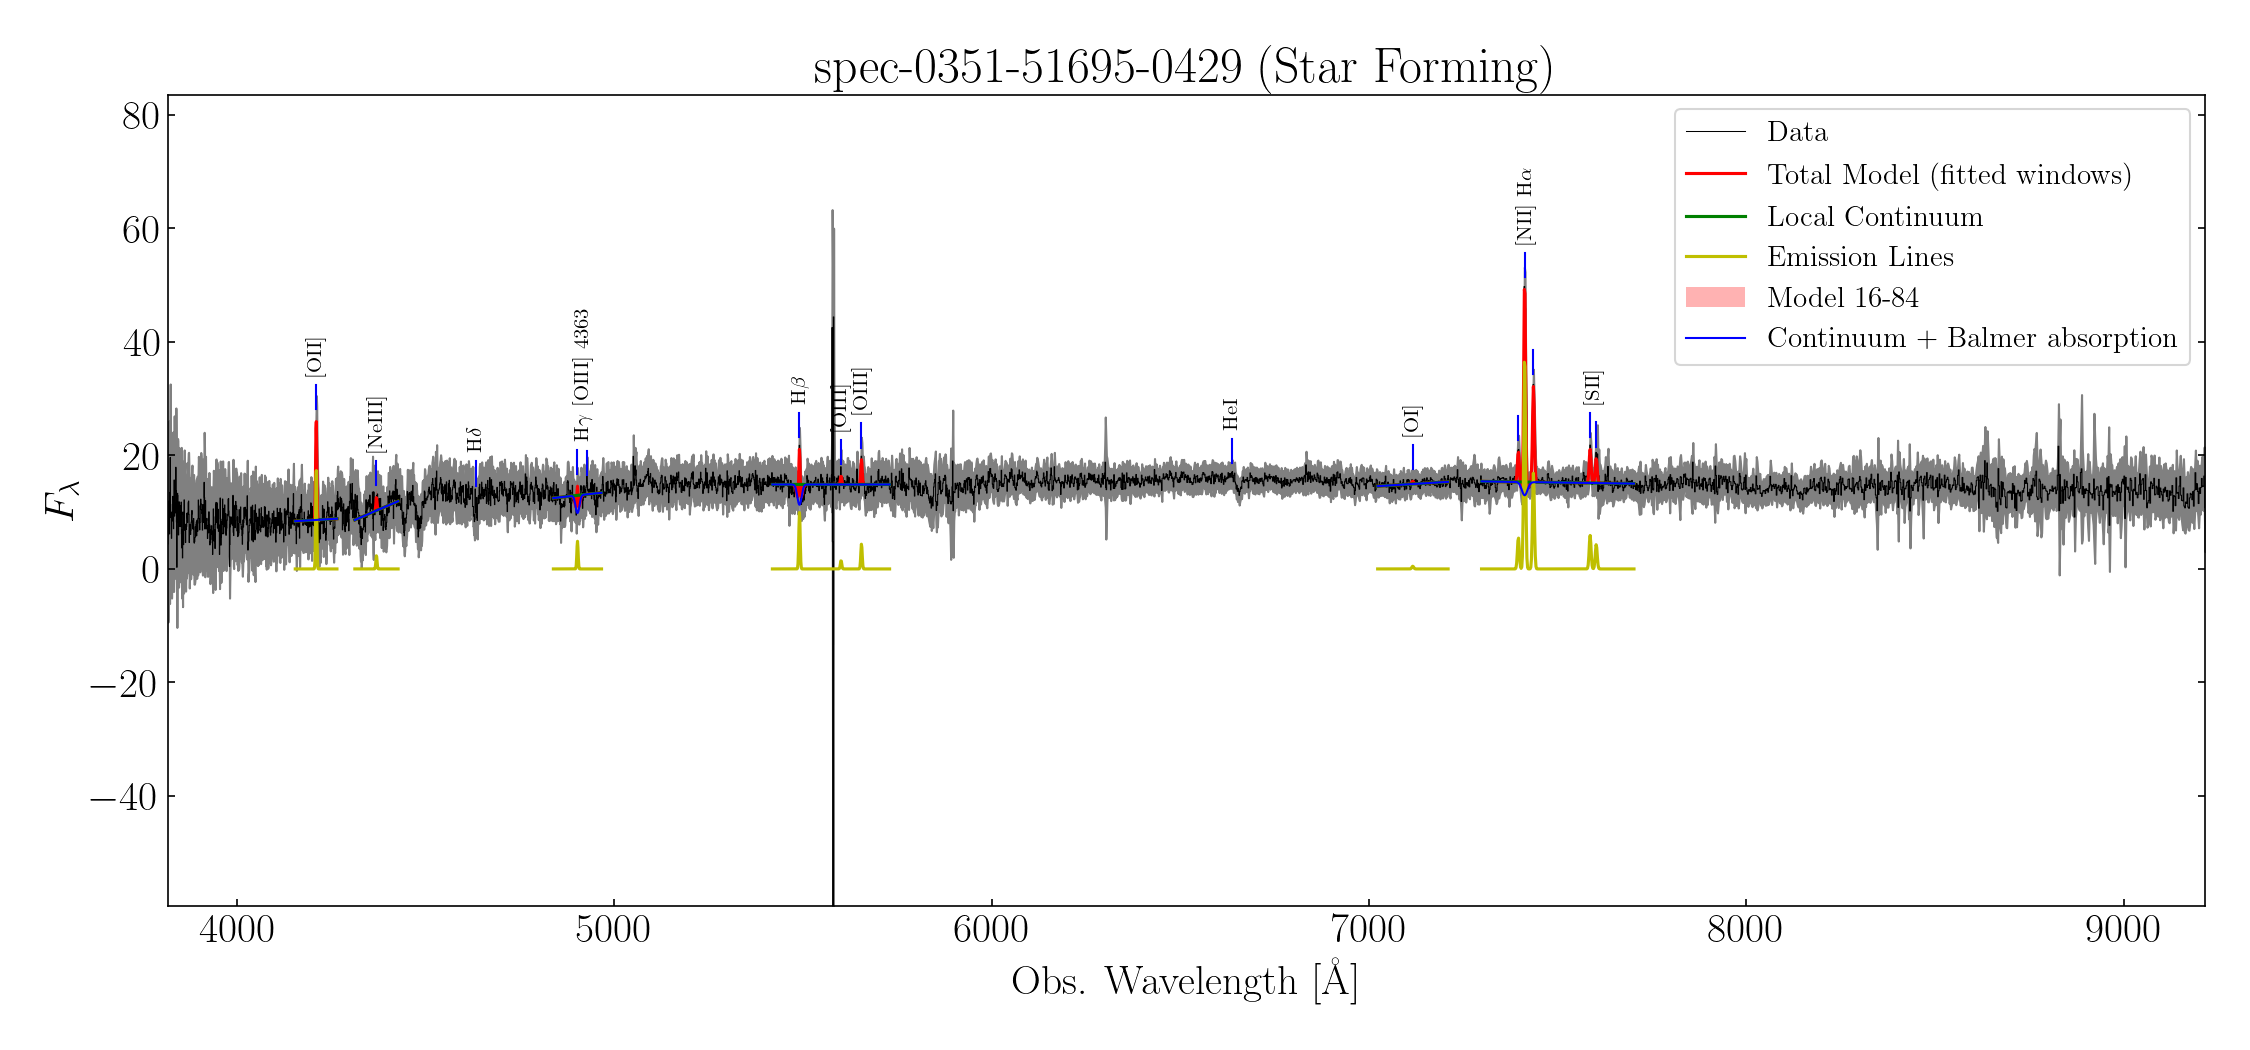 spec-0351-51695-0429 (Star Forming)
Data
Total Model (fitted windows)
Local Continuum
Emission Lines
Model 16-84
Continuum + Balmer absorption
80
60
40
20
0
−20
−40
Fλ
[OII]
[NeIII]
Hδ
Hγ [OIII] 4363
Hβ
[OIII]
[OIII]
HeI
[OI]
[NII] Hα
[SII]
4000
5000
6000
7000
8000
9000
Obs. Wavelength [Å]